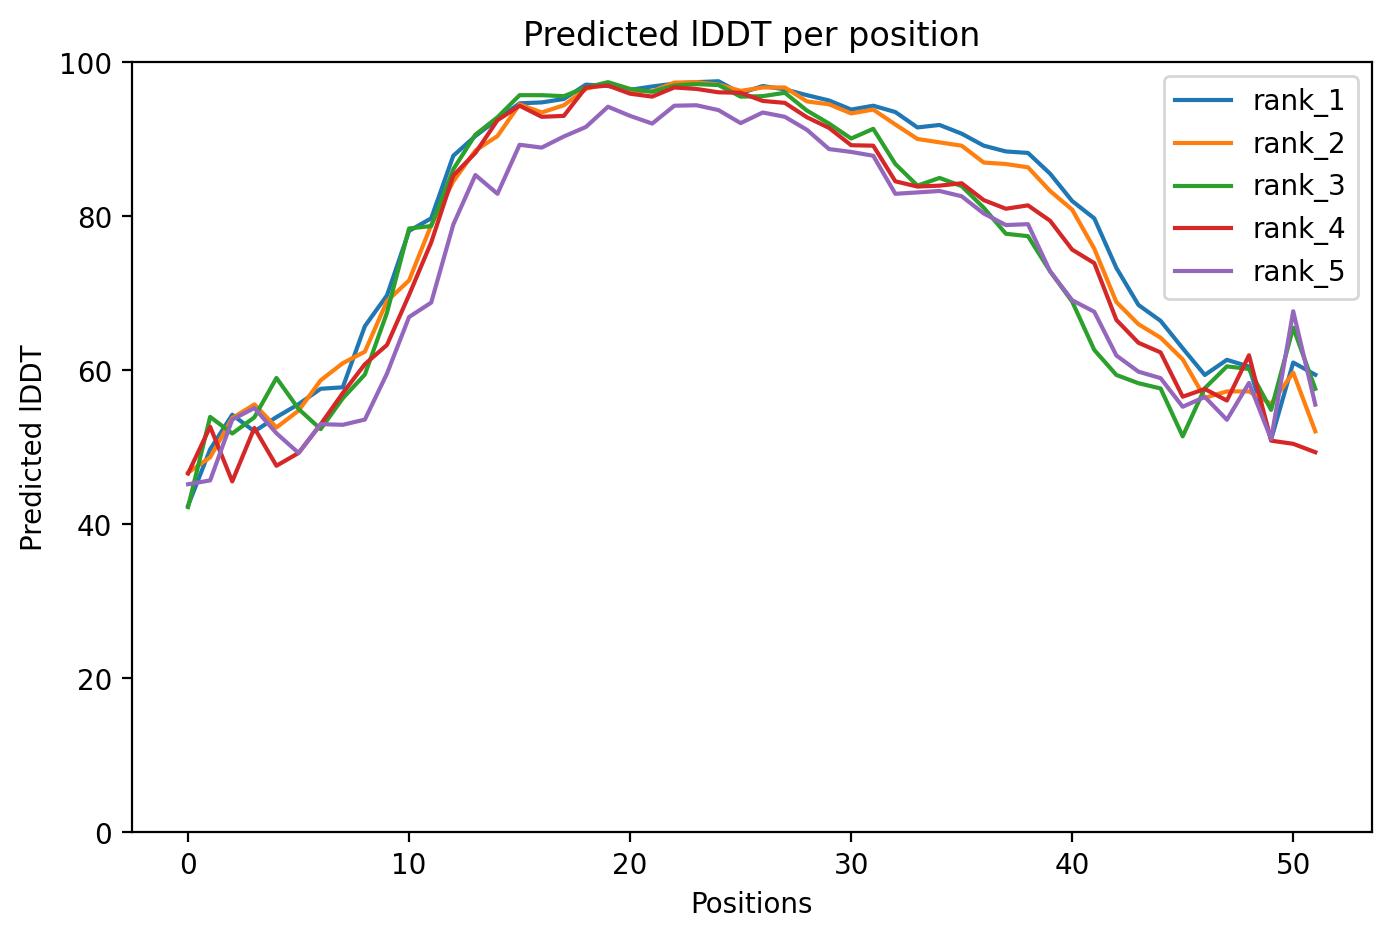 Predicted lDDT per position
100
80
60
40
20
0
Predicted lDDT
rank_1
rank_2
rank_3
rank_4
rank_5
0 10 20 30 40 50
Positions